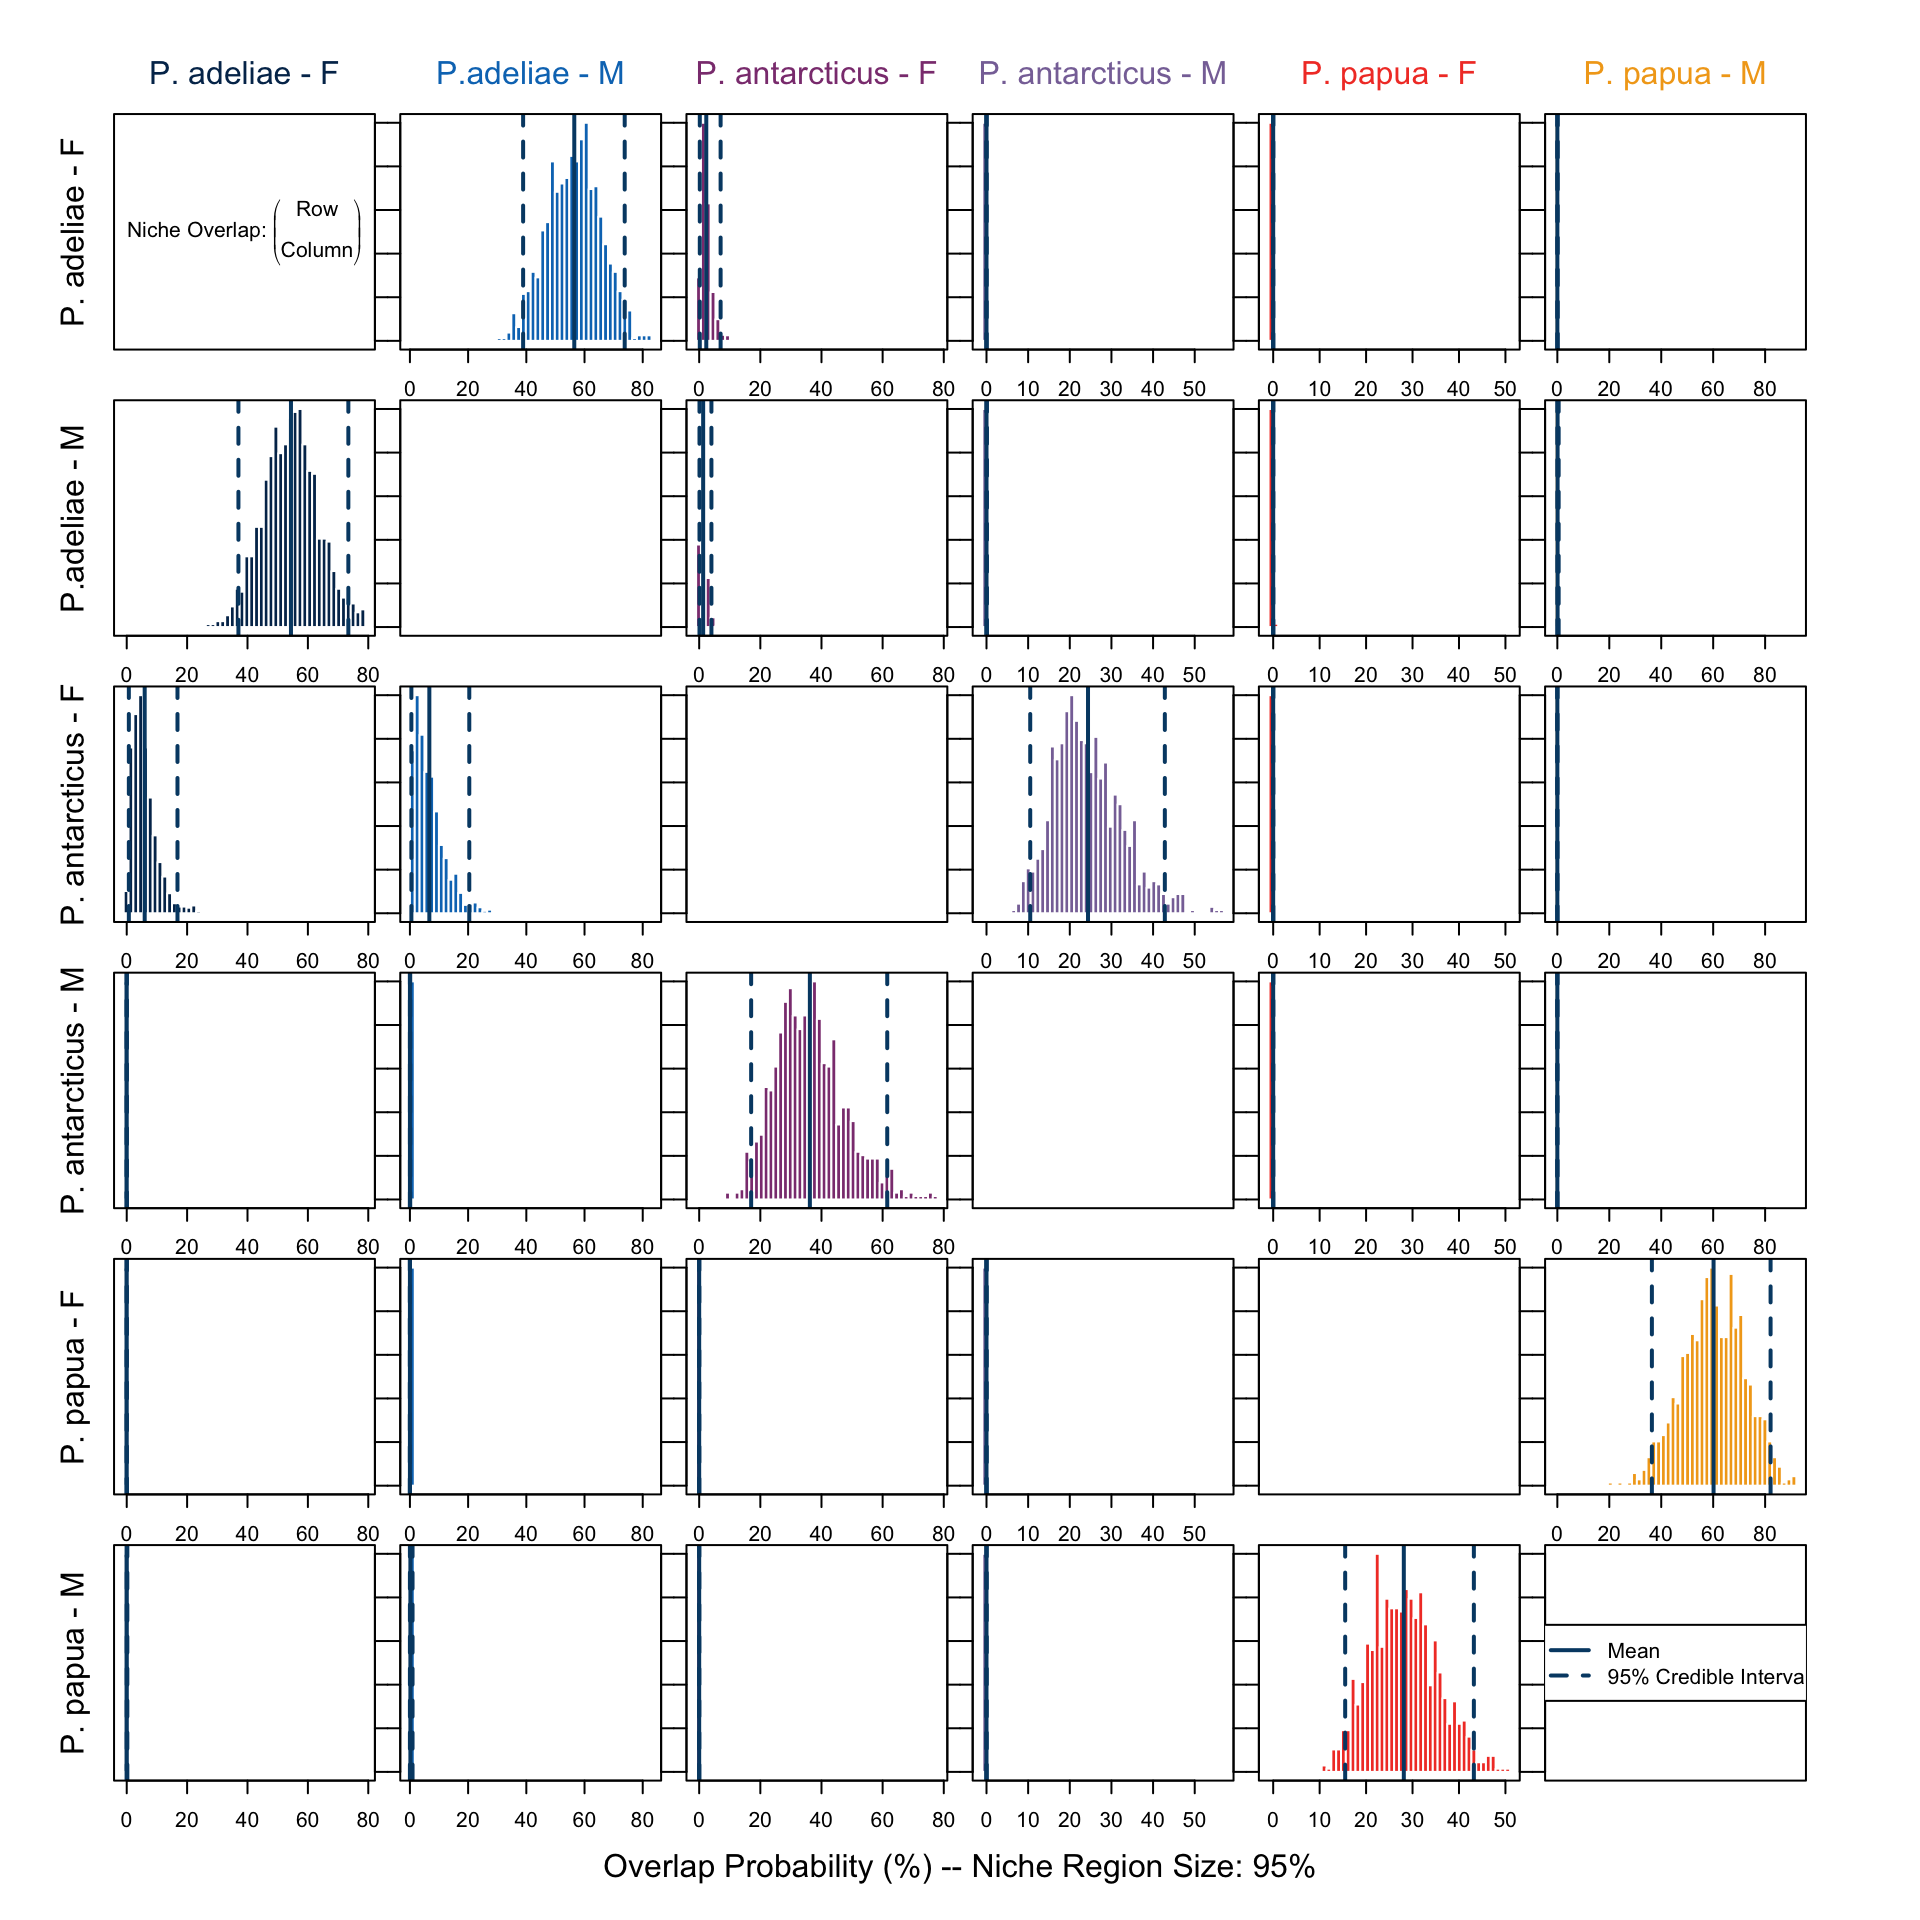 P. adeliae - F P.adeliae - M P. antarcticus - F P. antarcticus - M P. papua - F P. papua - M
P. adeliae - F
Row
Niche Overlap:
Column
0 20 40 60 80 0 20 40 60 80 0 10 20 30 40 50 0 10 20 30 40 50 0 20 40 60 80
P.adeliae - M
0 20 40 60 80 0 20 40 60 80 0 10 20 30 40 50 0 10 20 30 40 50 0 20 40 60 80
P. antarcticus - F
0 20 40 60 80 0 20 40 60 80 0 10 20 30 40 50 0 10 20 30 40 50 0 20 40 60 80
P. antarcticus - M
0 20 40 60 80 0 20 40 60 80 0 20 40 60 80 0 10 20 30 40 50 0 20 40 60 80
P. papua - F
0 20 40 60 80 0 20 40 60 80 0 20 40 60 80 0 10 20 30 40 50 0 20 40 60 80
P. papua - M
Mean
95% Credible Interva
0 20 40 60 80 0 20 40 60 80 0 20 40 60 80 0 10 20 30 40 50 0 10 20 30 40 50
Overlap Probability (%) -- Niche Region Size: 95%